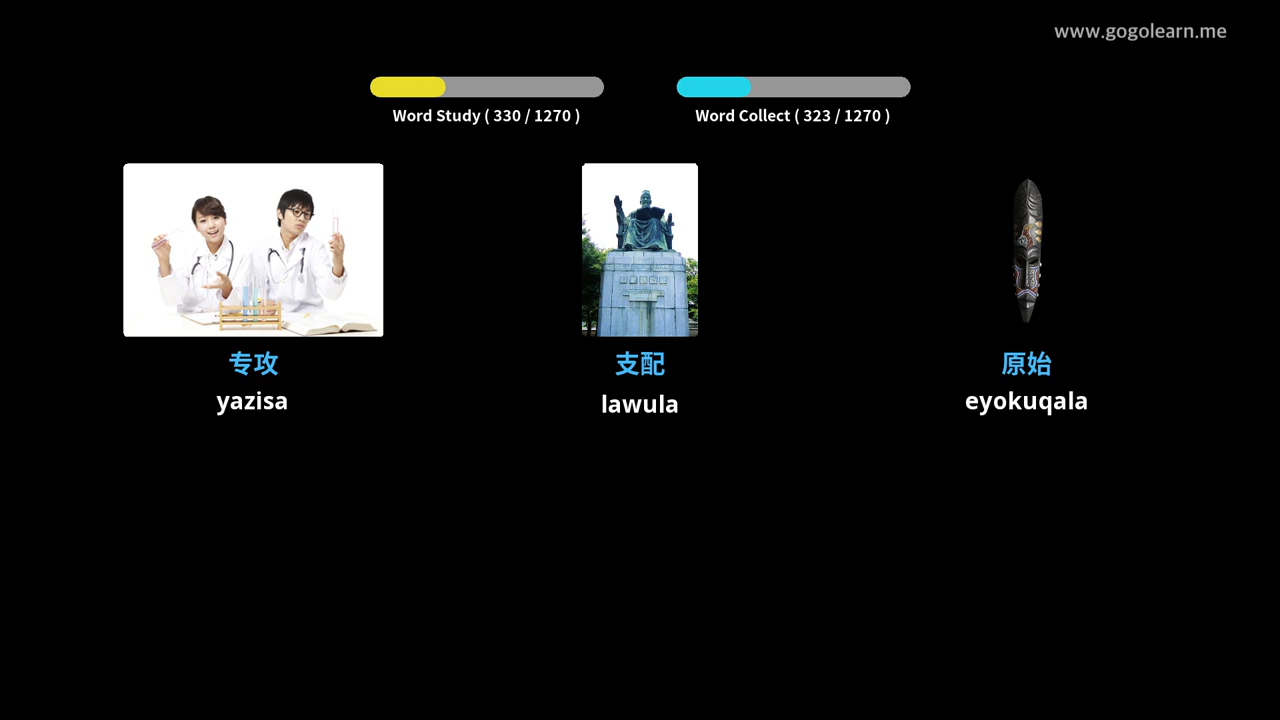 www.gogolearn.me
Word Study ( 330 / 1270 )
Word Collect ( 323 / 1270 )
专攻
支配
原始
yazisa
lawula
eyokuqala